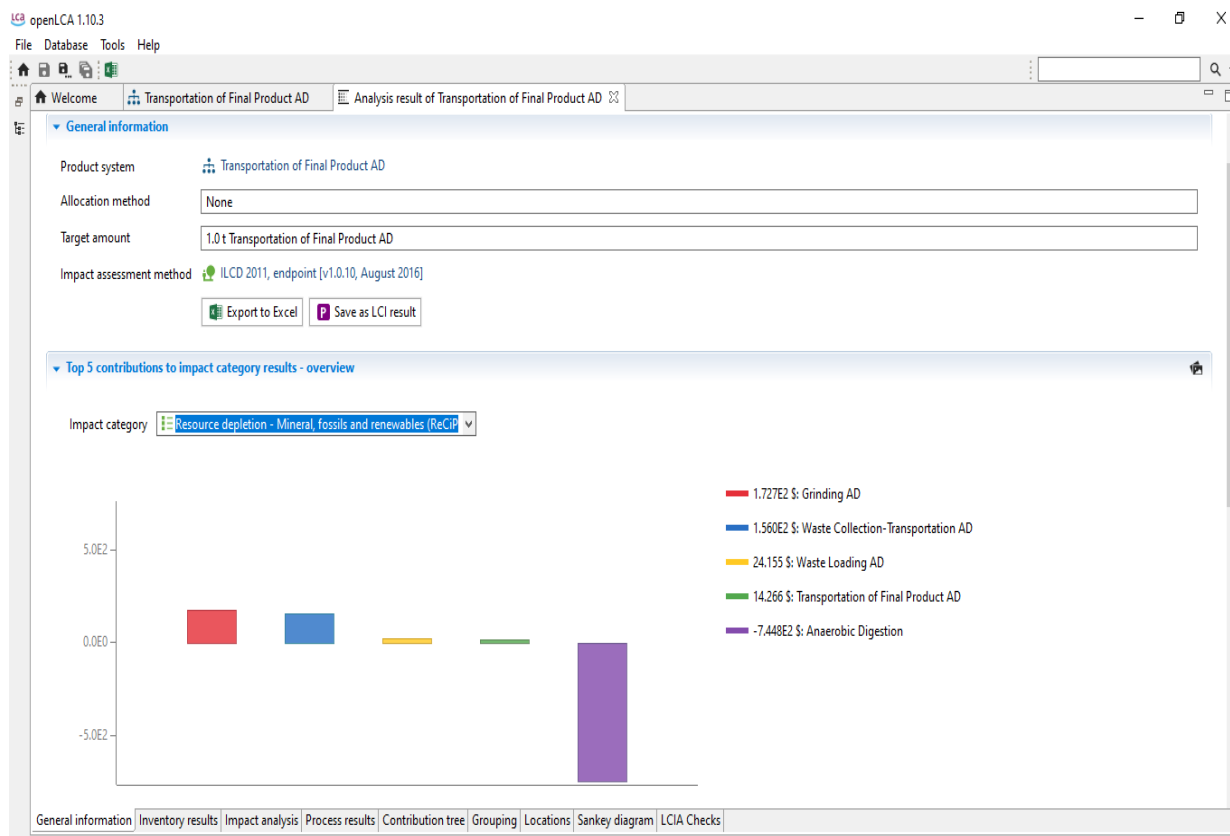 LCA openLCA 1.10.3
File Database Tools Help
Welcome Transportation of Final Product AD Analysis result of Transportation of Final Product AD
General information
Product system Transportation of Final Product AD
Allocation method None
Target amount 1.0 t Transportation of Final Product AD
Impact assessment method ILCD 2011, endpoint [v1.0.10, August 2016]
Export to Excel P Save as LCI result
Top 5 contributions to impact category results - overview
Impact category Resource depletion - Mineral, fossils and renewables (ReCiP
1.727E2 $: Grinding AD
1.560E2 $: Waste Collection-Transportation AD
24.155 $: Waste Loading AD
14.266 $: Transportation of Final Product AD
-7.448E2 $: Anaerobic Digestion
5.0E2
0.0E0
-5.0E2
General information Inventory results Impact analysis Process results Contribution tree Grouping Locations Sankey diagram LCIA Checks